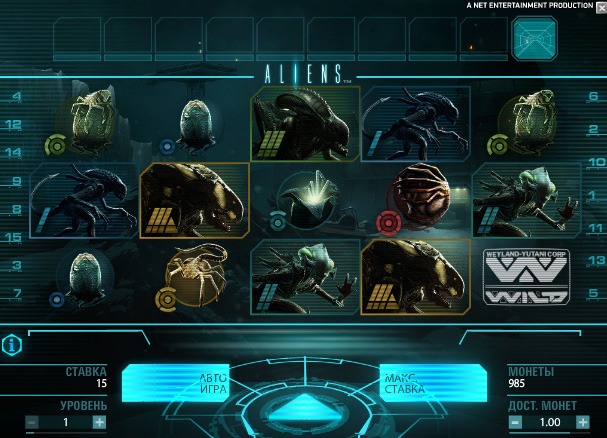 A NET ENTERTAINMENT PRODUCTION
ALIENS™
4
6
12
2
14
10
9
8
1
11
15
WEYLAND-YUTANI CORP
WILD
3
13
7
5
СТАВКА
15
АВТО
ИГРА
МАКС.
СТАВКА
МОНЕТЫ
985
УРОВЕНЬ
1
ДОСТ. МОНЕТ
1.00